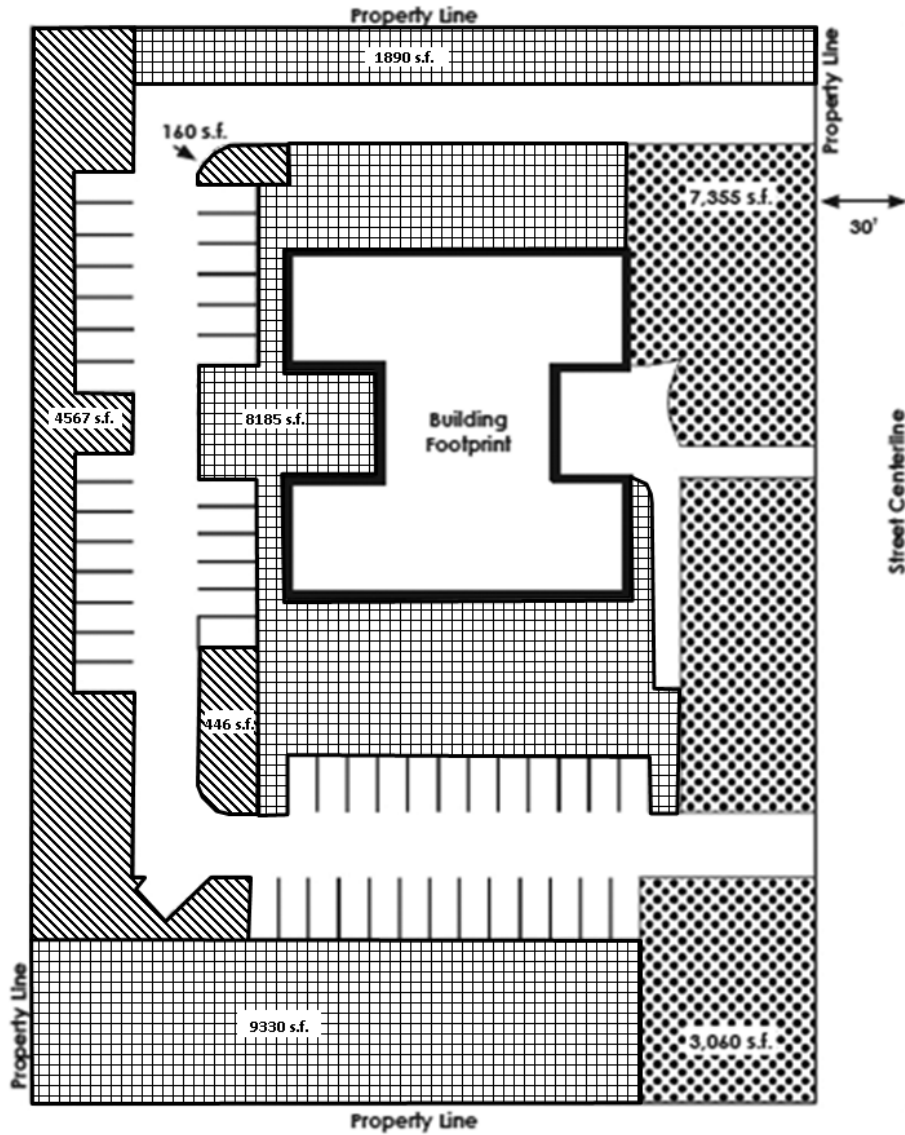 Property Line
1890 s.f.
Property Line
160 s.f.
7,355 s.f.
30'
4567 s.f.
8185 s.f.
Building
Footprint
Street Centerline
446 s.f.
Property Line
9330 s.f.
3,060 s.f.
Property Line